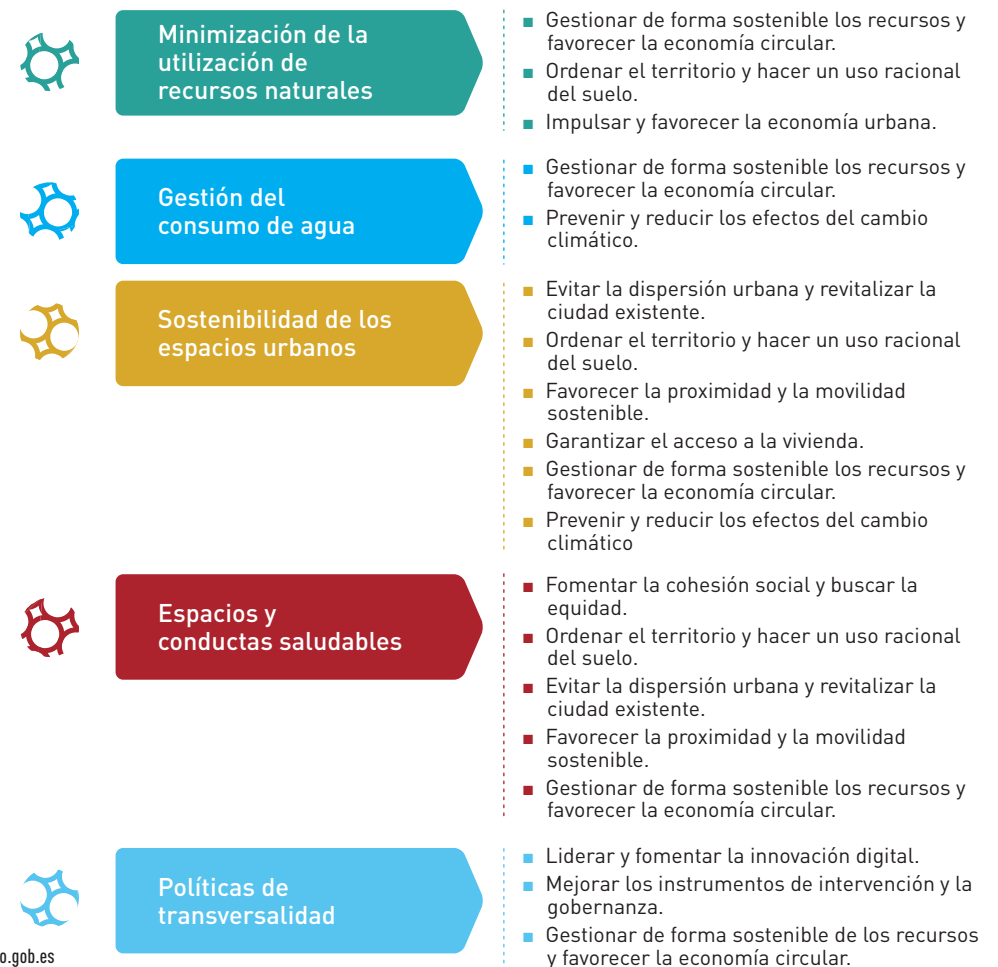 Minimización de la
utilización de
recursos naturales
■ Gestionar de forma sostenible los recursos y
favorecer la economía circular.
■ Ordenar el territorio y hacer un uso racional
del suelo.
■ Impulsar y favorecer la economía urbana.
Gestión del
consumo de agua
■ Gestionar de forma sostenible los recursos y
favorecer la economía circular.
■ Prevenir y reducir los efectos del cambio
climático.
Sostenibilidad de los
espacios urbanos
■ Evitar la dispersión urbana y revitalizar la
ciudad existente.
■ Ordenar el territorio y hacer un uso racional
del suelo.
■ Favorecer la proximidad y la movilidad
sostenible.
■ Garantizar el acceso a la vivienda.
■ Gestionar de forma sostenible los recursos y
favorecer la economía circular.
■ Prevenir y reducir los efectos del cambio
climático
Espacios y
conductas saludables
■ Fomentar la cohesión social y buscar la
equidad.
■ Ordenar el territorio y hacer un uso racional
del suelo.
■ Evitar la dispersión urbana y revitalizar la
ciudad existente.
■ Favorecer la proximidad y la movilidad
sostenible.
■ Gestionar de forma sostenible los recursos y
favorecer la economía circular.
Políticas de
transversalidad
■ Liderar y fomentar la innovación digital.
■ Mejorar los instrumentos de intervención y la
gobernanza.
■ Gestionar de forma sostenible de los recursos
y favorecer la economía circular.
o.gob.es